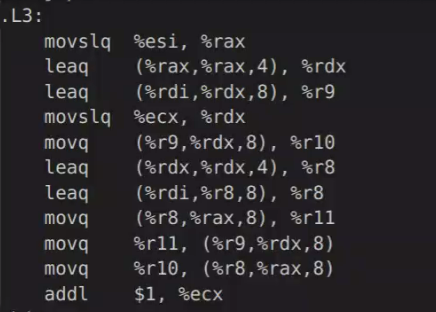 .L3:
movslq %esi, %rax
leaq (%rax,%rax,4), %rdx
leaq (%rdi,%rdx,8), %r9
movslq %ecx, %rdx
movq (%r9,%rdx,8), %r10
leaq (%rdx,%rdx,4), %r8
leaq (%rdi,%r8,8), %r8
movq (%r8,%rax,8), %r11
movq %r11, (%r9,%rdx,8)
movq %r10, (%r8,%rax,8)
addl $1, %ecx